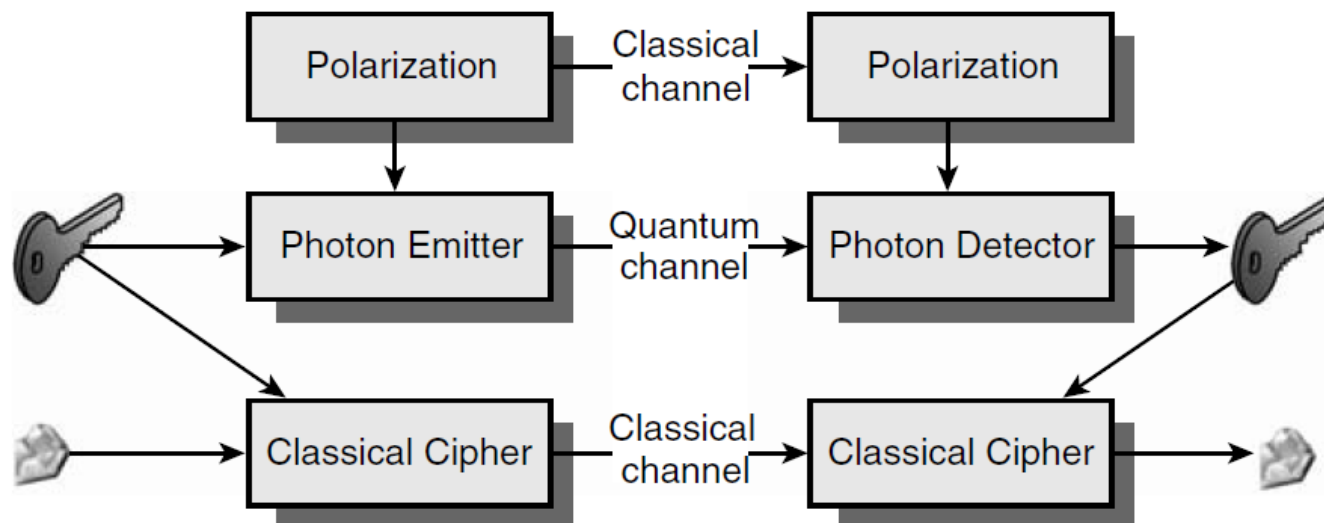 Polarization
Classical
channel
Polarization
Photon Emitter
Quantum
channel
Photon Detector
Classical Cipher
Classical
channel
Classical Cipher